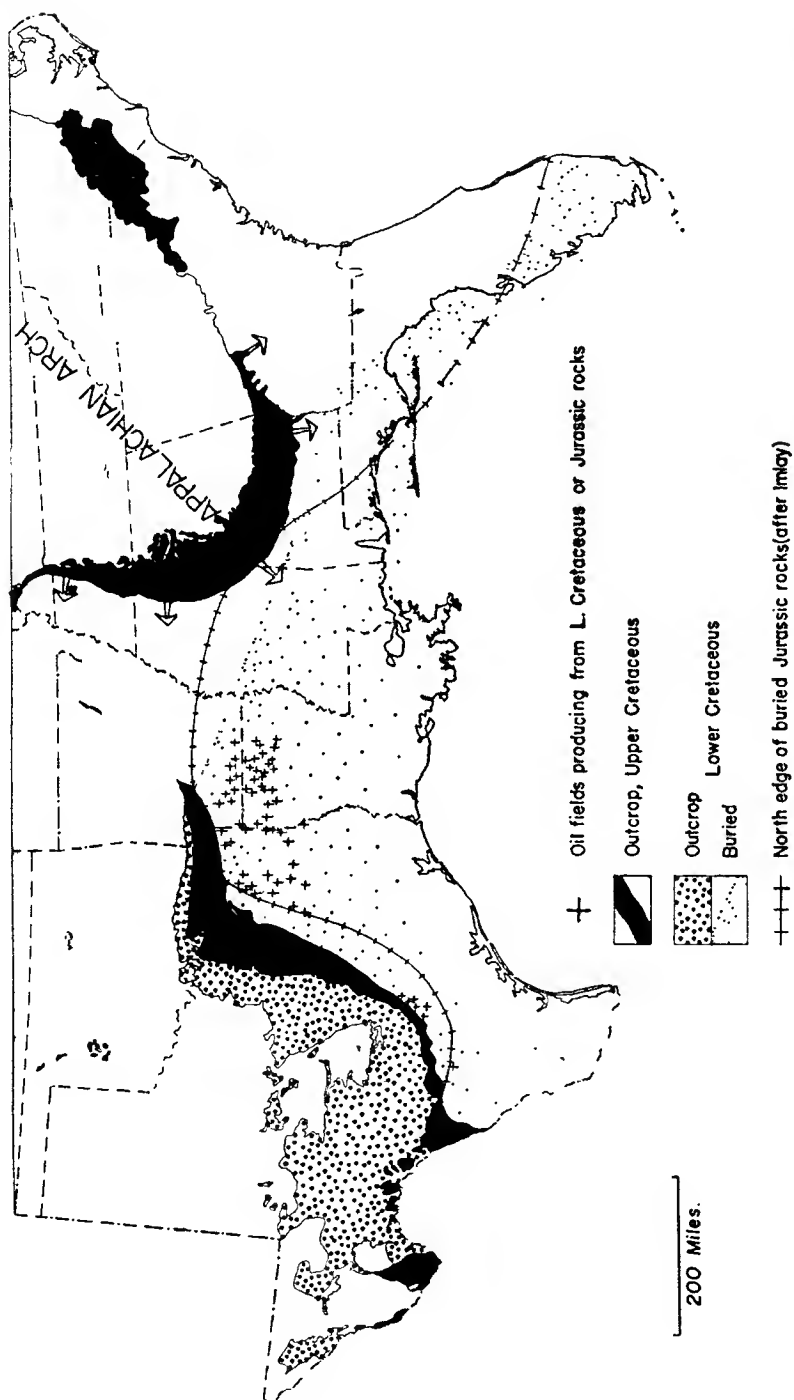 APPALACHIAN ARCH
Oil fields producing from L. Cretaceous or Jurassic rocks
Outcrop, Upper Cretaceous
Outcrop
Lower Cretaceous
Buried
North edge of buried Jurassic rocks(after Imlay)
200 Miles.